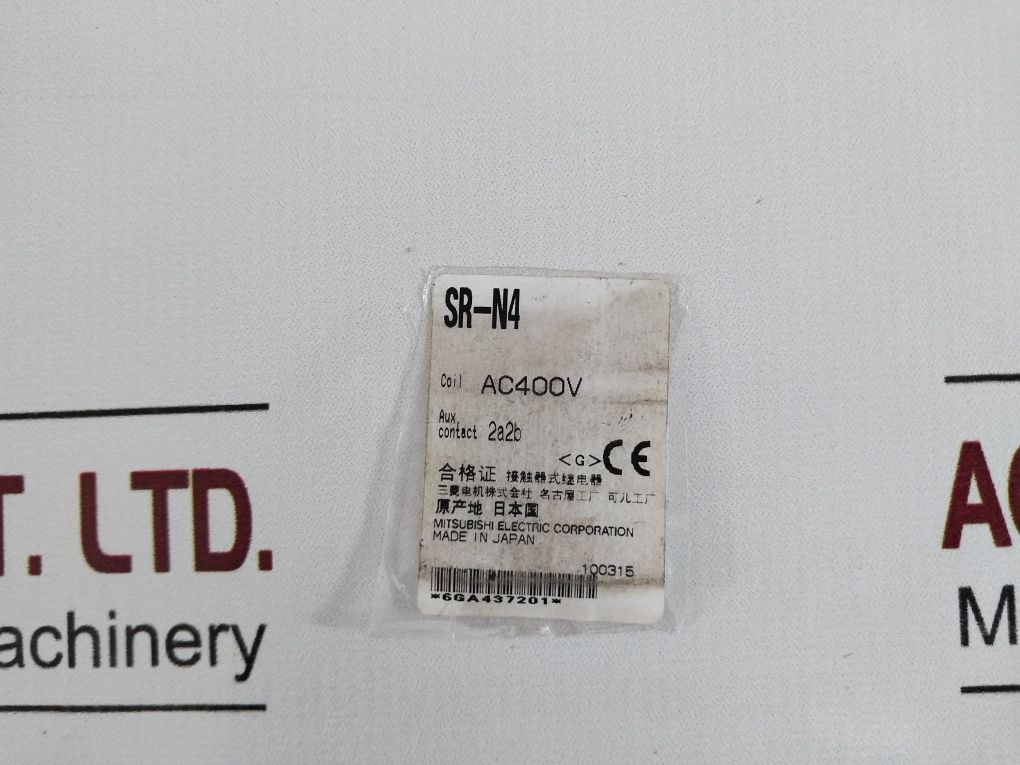 SR-N4
Coil AC400V
Aux.
contact 2a2b
<G> CE
合格证 接触器式继电器
三菱电机株式会社 名古屋工厂 可儿工厂
原产地 日本国
MITSUBISHI ELECTRIC CORPORATION
MADE IN JAPAN
100315
*6GA437201*
T. LTD.
achinery
AC
M